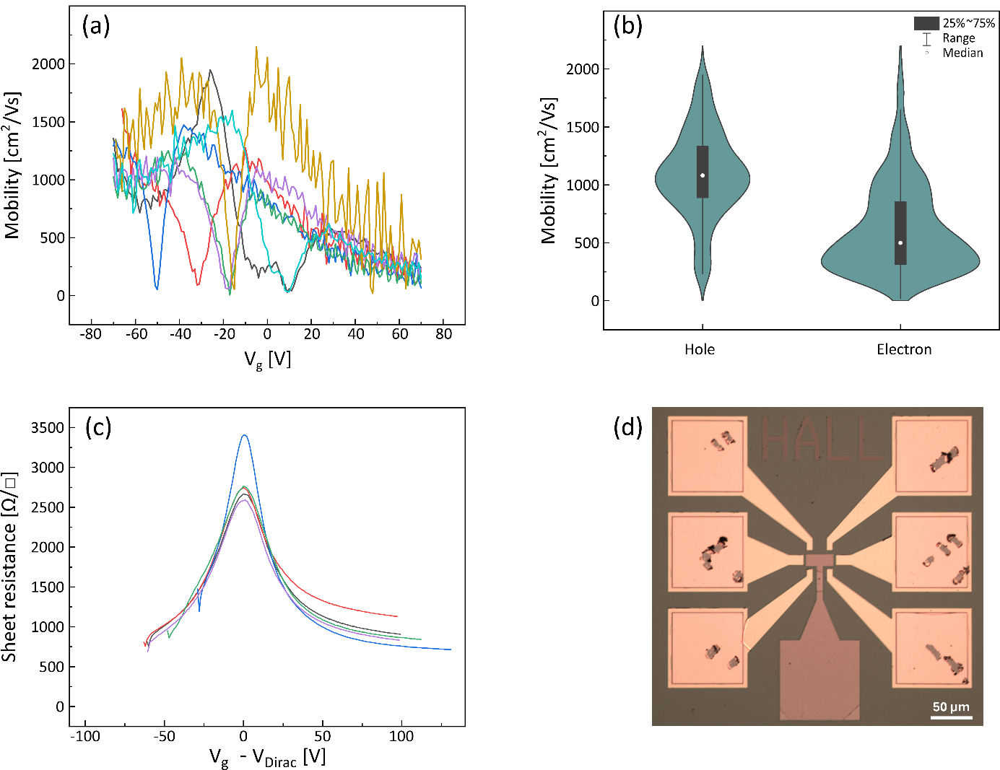 (a)
Mobility [cm²/Vs]
2000
1500
1000
500
0
-80 -60 -40 -20 0 20 40 60 80
V_g [V]
(b)
25%~75%
Range
Median
Mobility [cm²/Vs]
2000
1500
1000
500
0
Hole Electron
(c)
Sheet resistance [Ω/□]
3500
3000
2500
2000
1500
1000
500
0
-100 -50 0 50 100
V_g - V_Dirac [V]
(d)
HALL
50 µm